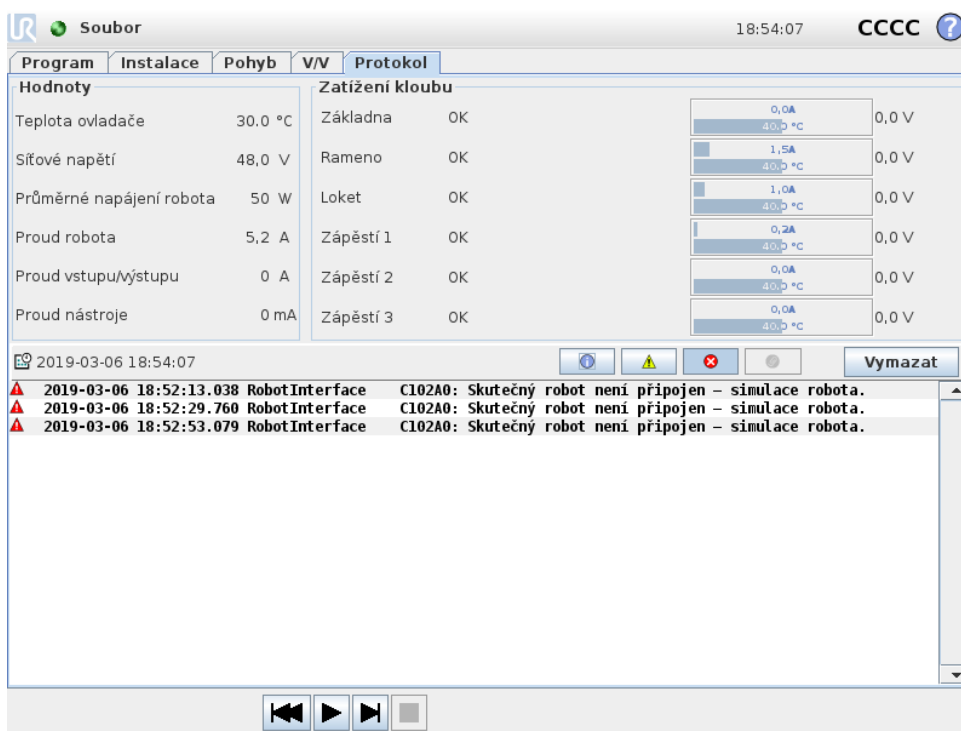 UR Soubor 18:54:07 CCCC ?
Program Instalace Pohyb V/V Protokol
Hodnoty
Teplota ovladače 30.0 °C
Síťové napětí 48,0 V
Průměrné napájení robota 50 W
Proud robota 5,2 A
Proud vstupu/výstupu 0 A
Proud nástroje 0 mA
Zatížení kloubu
Základna OK 0,0A 40,0 °C 0,0 V
Rameno OK 1,5A 40,0 °C 0,0 V
Loket OK 1,0A 40,0 °C 0,0 V
Zápěstí 1 OK 0,2A 40,0 °C 0,0 V
Zápěstí 2 OK 0,0A 40,0 °C 0,0 V
Zápěstí 3 OK 0,0A 40,0 °C 0,0 V
2019-03-06 18:54:07 Vymazat
2019-03-06 18:52:13.038 RobotInterface C102A0: Skutečný robot není připojen – simulace robota.
2019-03-06 18:52:29.760 RobotInterface C102A0: Skutečný robot není připojen – simulace robota.
2019-03-06 18:52:53.079 RobotInterface C102A0: Skutečný robot není připojen – simulace robota.